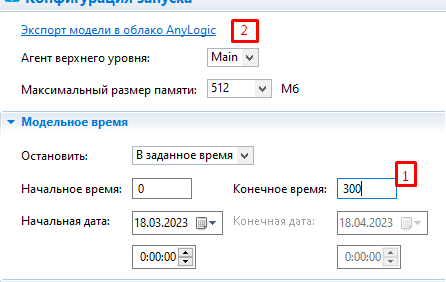 Конфигурация запуска
Экспорт модели в облако AnyLogic 2
Агент верхнего уровня: Main
Максимальный размер памяти: 512 Мб
Модельное время
Остановить: В заданное время
Начальное время: 0 Конечное время: 300 1
Начальная дата: 18.03.2023 Конечная дата: 18.04.2023
0:00:00 0:00:00